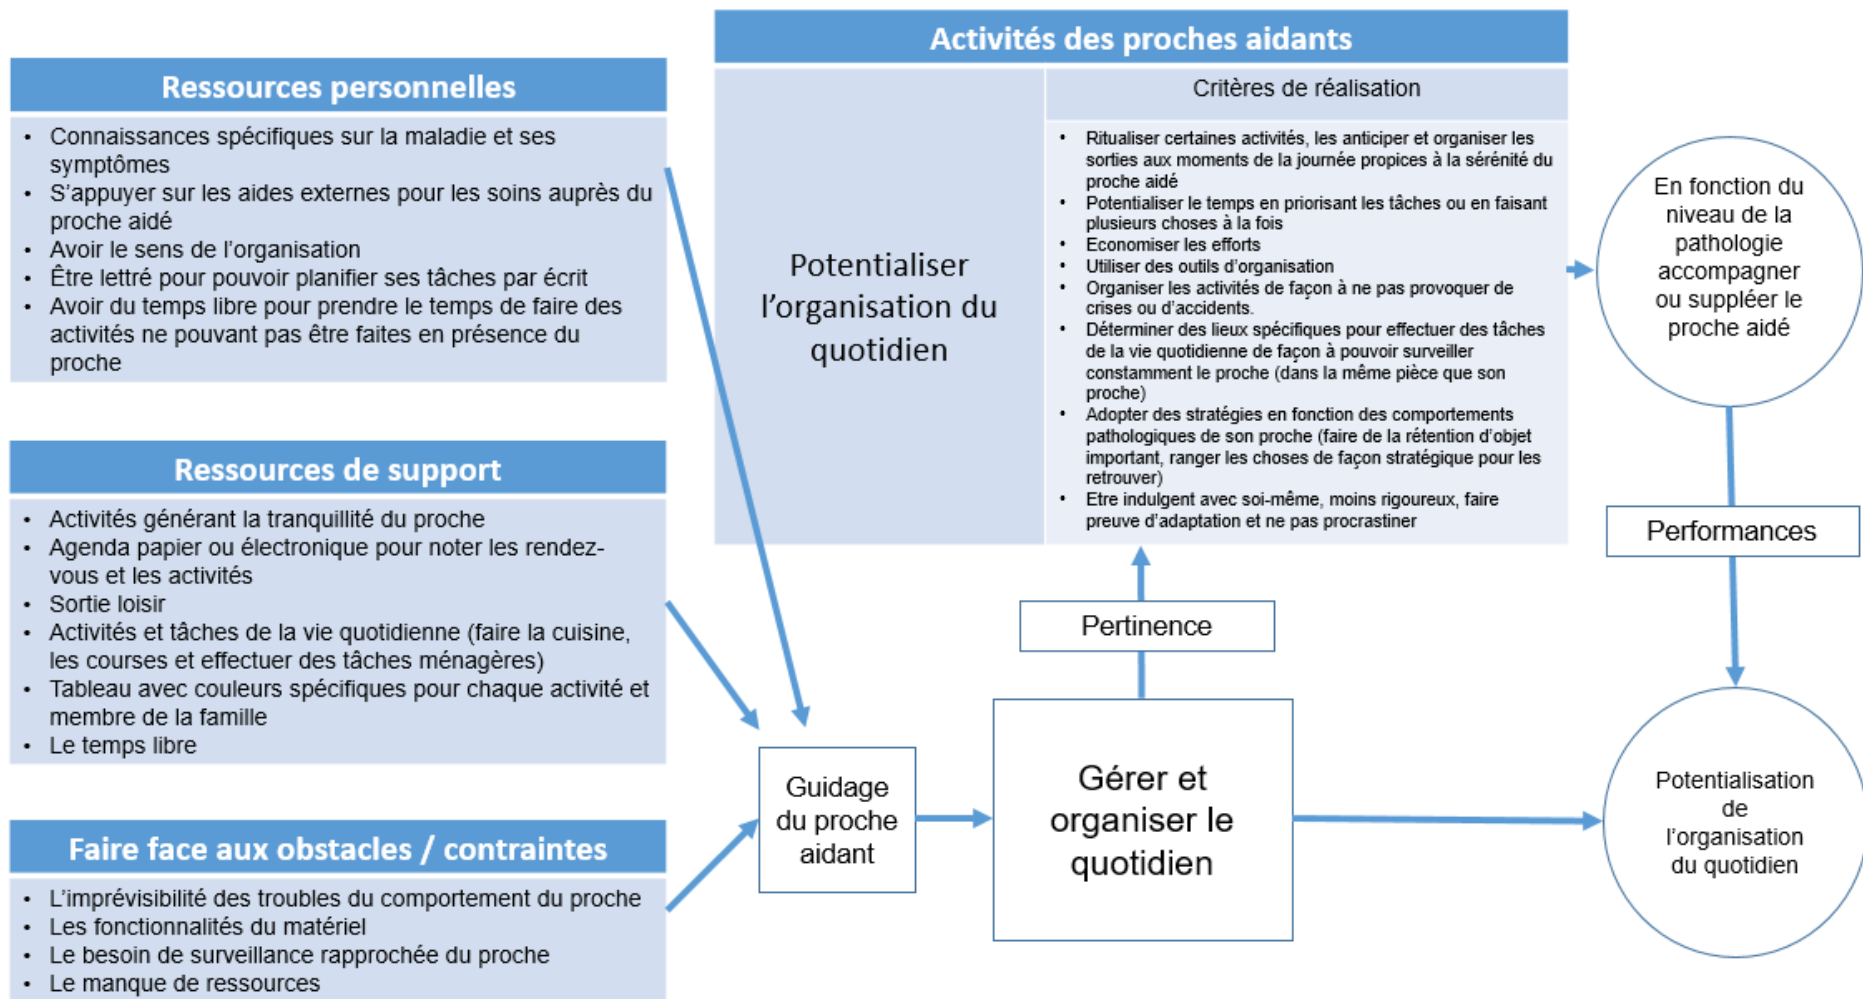 Ressources personnelles
• Connaissances spécifiques sur la maladie et ses
symptômes
• S’appuyer sur les aides externes pour les soins auprès du
proche aidé
• Avoir le sens de l’organisation
• Être lettré pour pouvoir planifier ses tâches par écrit
• Avoir du temps libre pour prendre le temps de faire des
activités ne pouvant pas être faites en présence du
proche
Ressources de support
• Activités générant la tranquillité du proche
• Agenda papier ou électronique pour noter les rendez-
vous et les activités
• Sortie loisir
• Activités et tâches de la vie quotidienne (faire la cuisine,
les courses et effectuer des tâches ménagères)
• Tableau avec couleurs spécifiques pour chaque activité et
membre de la famille
• Le temps libre
Faire face aux obstacles / contraintes
• L’imprévisibilité des troubles du comportement du proche
• Les fonctionnalités du matériel
• Le besoin de surveillance rapprochée du proche
• Le manque de ressources
Activités des proches aidants
Potentialiser
l’organisation du
quotidien
Critères de réalisation
• Ritualiser certaines activités, les anticiper et organiser les
sorties aux moments de la journée propices à la sérénité du
proche aidé
• Potentialiser le temps en priorisant les tâches ou en faisant
plusieurs choses à la fois
• Economiser les efforts
• Utiliser des outils d’organisation
• Organiser les activités de façon à ne pas provoquer de
crises ou d’accidents.
• Déterminer des lieux spécifiques pour effectuer des tâches
de la vie quotidienne de façon à pouvoir surveiller
constamment le proche (dans la même pièce que son
proche)
• Adopter des stratégies en fonction des comportements
pathologiques de son proche (faire de la rétention d’objet
important, ranger les choses de façon stratégique pour les
retrouver)
• Etre indulgent avec soi-même, moins rigoureux, faire
preuve d’adaptation et ne pas procrastiner
En fonction du
niveau de la
pathologie
accompagner
ou suppléer le
proche aidé
Performances
Pertinence
Guidage
du proche
aidant
Gérer et
organiser le
quotidien
Potentialisation
de
l’organisation
du quotidien